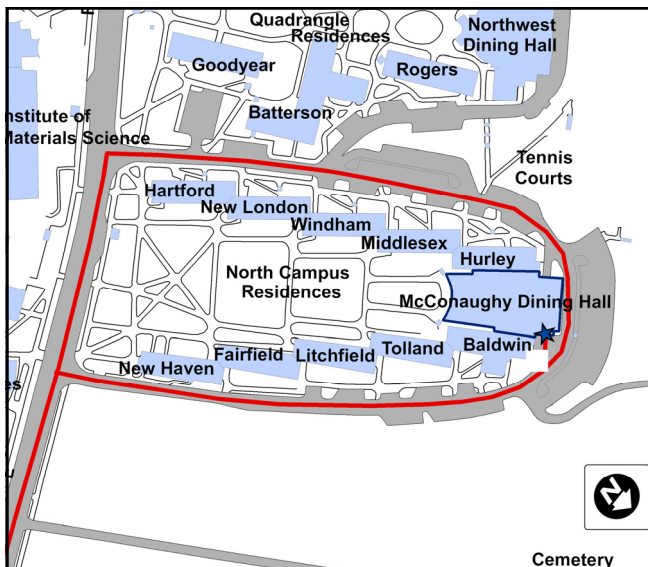 Quadrangle
Residences
Northwest
Dining Hall
Goodyear
Rogers
Batterson
nstitute of
Materials Science
Tennis
Courts
Hartford
New London
Windham
Middlesex
Hurley
North Campus
Residences
McConaughy Dining Hall
Baldwin
Tolland
Litchfield
Fairfield
New Haven
es
N
Cemetery